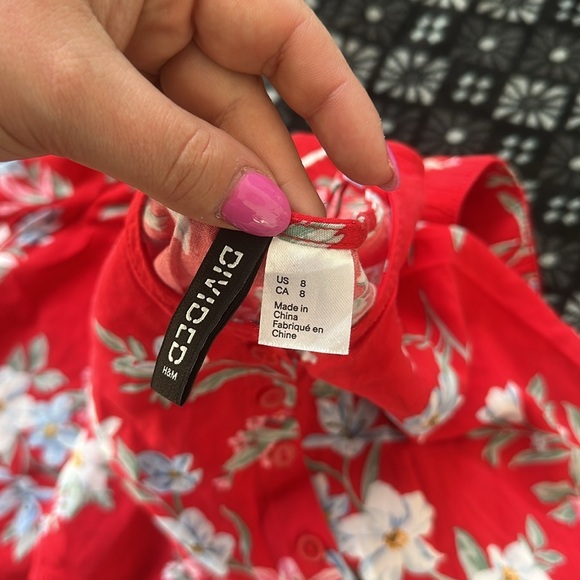 DIVIDED
H&M
US 8
CA 8
Made in
China
Fabriqué en
Chine